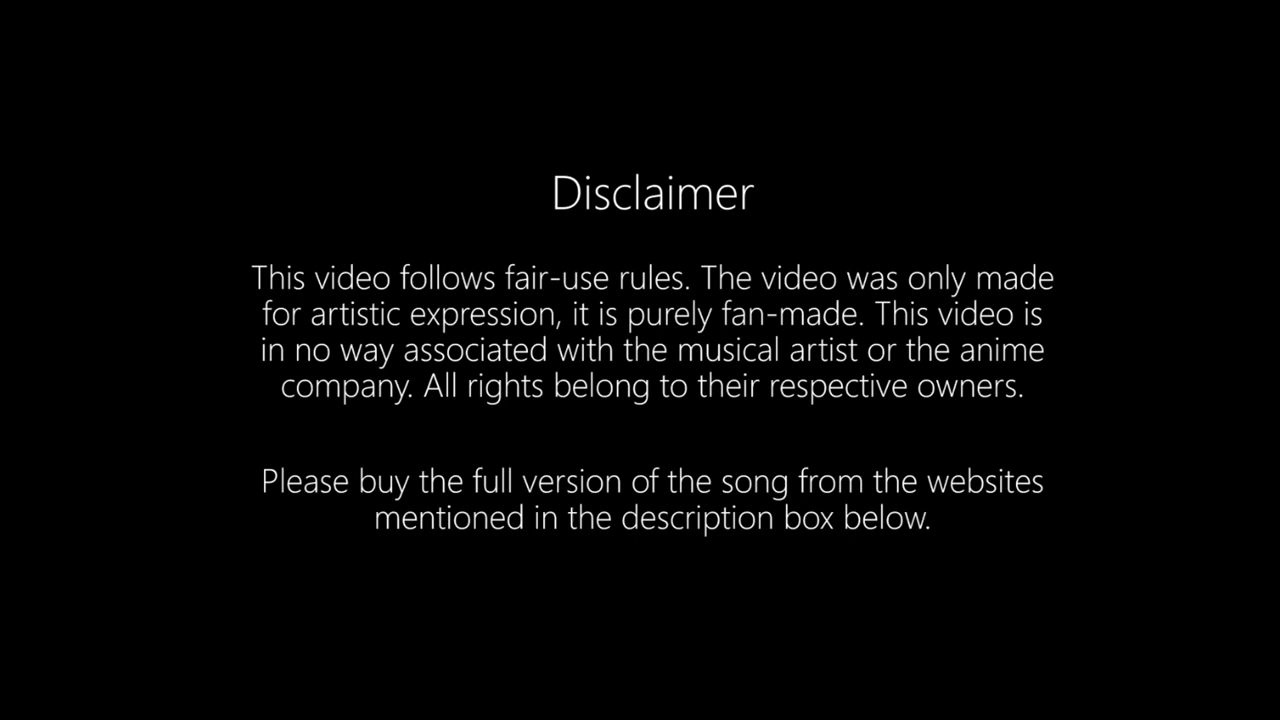 Disclaimer
This video follows fair-use rules. The video was only made
for artistic expression, it is purely fan-made. This video is
in no way associated with the musical artist or the anime
company. All rights belong to their respective owners.
Please buy the full version of the song from the websites
mentioned in the description box below.